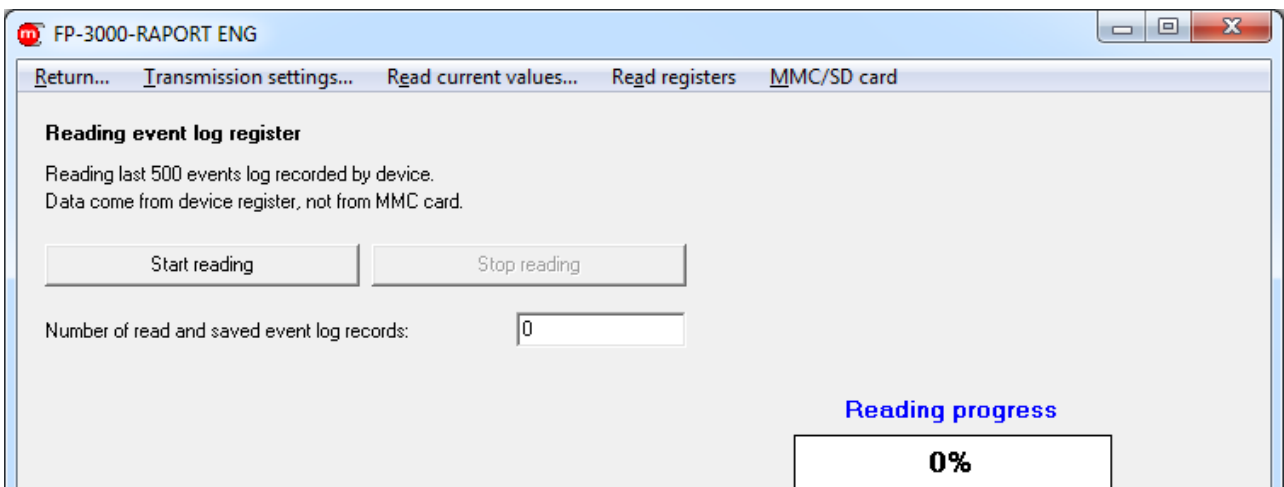 FP-3000-RAPORT ENG
Return... Transmission settings... Read current values... Read registers MMC/SD card
Reading event log register
Reading last 500 events log recorded by device.
Data come from device register, not from MMC card.
Start reading Stop reading
Number of read and saved event log records: 0
Reading progress
0%